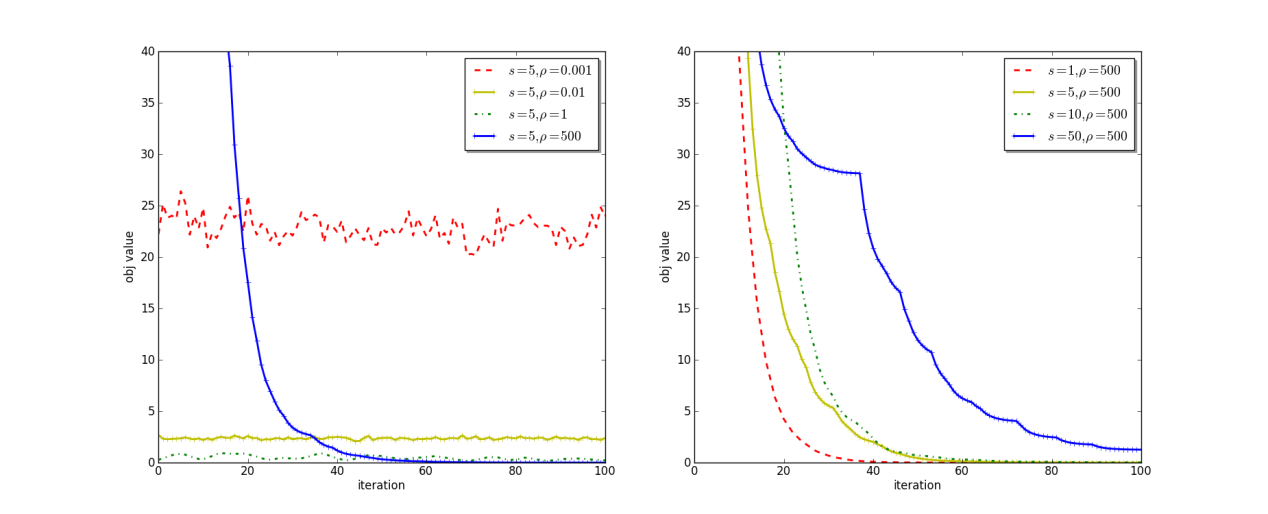 40
35
30
25
20
15
10
5
0
obj value
0 20 40 60 80 100
iteration
s=5,ρ=0.001
s=5,ρ=0.01
s=5,ρ=1
s=5,ρ=500
40
35
30
25
20
15
10
5
0
obj value
0 20 40 60 80 100
iteration
s=1,ρ=500
s=5,ρ=500
s=10,ρ=500
s=50,ρ=500